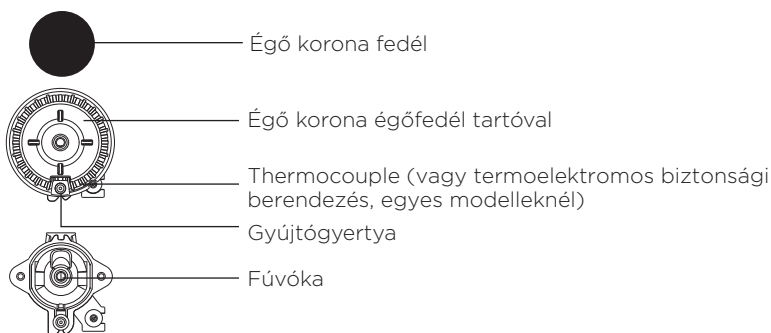 Égő korona fedél
Égő korona égőfedél tartóval
Thermocouple (vagy termoelektromos biztonsági
berendezés, egyes modelleknél)
Gyújtógyertya
Fúvóka